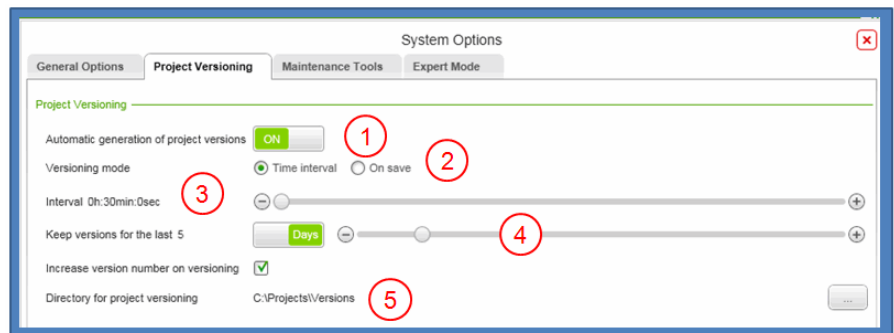 System Options
General Options Project Versioning Maintenance Tools Expert Mode
Project Versioning
Automatic generation of project versions ON 1
Versioning mode Time interval On save 2
3
Interval 0h:30min:0sec
Keep versions for the last 5 Days 4
Increase version number on versioning
Directory for project versioning C:\Projects\Versions 5 ...